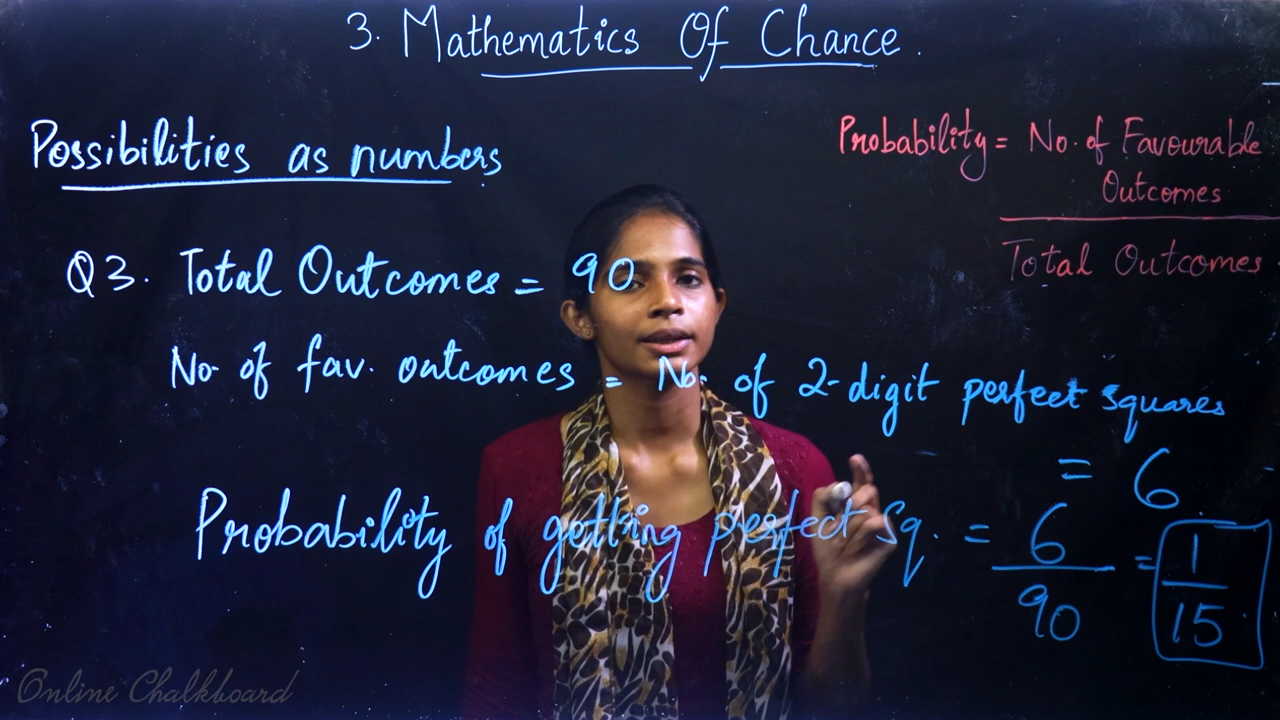 3. Mathematics Of Chance.
Possibilities as numbers
Probability = No. of Favourable
Outcomes
Total Outcomes
Q3. Total Outcomes = 90
No. of fav. outcomes = No. of 2-digit perfect squares
= 6
Probability of getting perfect sq. = 6/90 = 1/15
Online Chalkboard